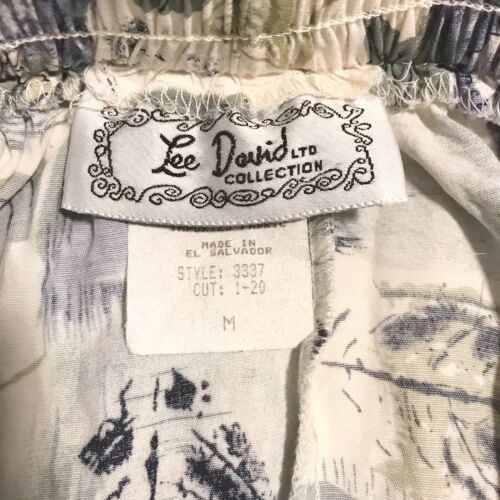 Lee David LTD
COLLECTION
MADE IN
EL SALVADOR
STYLE: 3337
CUT: 1-20
M